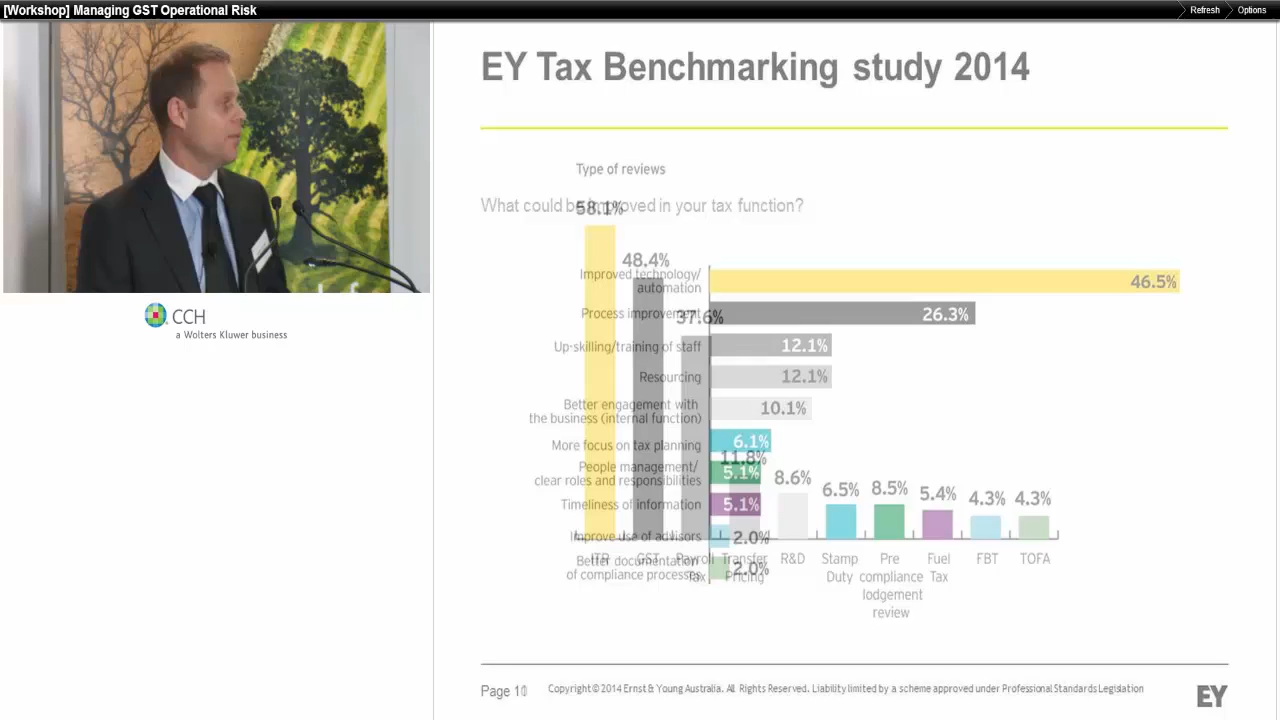 [Workshop] Managing GST Operational Risk
Refresh
Options
EY Tax Benchmarking study 2014
Type of reviews
What could be improved in your tax function?
58.1%
48.4%
37.6%
11.8%
8.6%
6.5%
8.5%
5.4%
4.3%
4.3%
ITR
GST
Payroll
Tax
Transfer
Pricing
R&D
Stamp
Duty
Pre
compliance
lodgement
review
Fuel
Tax
FBT
TOFA
Improved technology/
automation
46.5%
Process improvement
26.3%
Up-skilling/training of staff
12.1%
Resourcing
12.1%
Better engagement with
the business (internal function)
10.1%
More focus on tax planning
6.1%
People management/
clear roles and responsibilities
5.1%
Timeliness of information
5.1%
Improve use of advisors
2.0%
Better documentation
of compliance processes
2.0%
CCH
a Wolters Kluwer business
Page
Copyright © 2014 Ernst & Young Australia. All Rights Reserved. Liability limited by a scheme approved under Professional Standards Legislation
EY